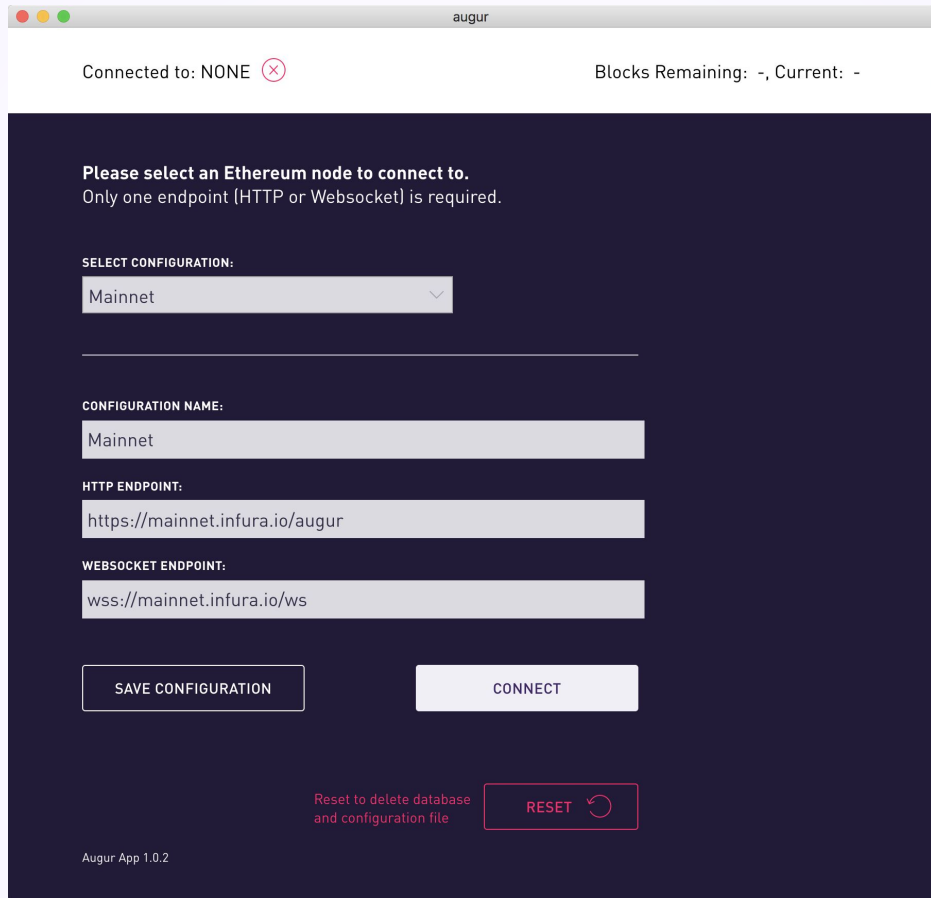 augur
Connected to: NONE
Blocks Remaining: -, Current: -
Please select an Ethereum node to connect to.
Only one endpoint (HTTP or Websocket) is required.
SELECT CONFIGURATION:
Mainnet
CONFIGURATION NAME:
Mainnet
HTTP ENDPOINT:
https://mainnet.infura.io/augur
WEBSOCKET ENDPOINT:
wss://mainnet.infura.io/ws
SAVE CONFIGURATION
CONNECT
Reset to delete database
and configuration file
RESET
Augur App 1.0.2